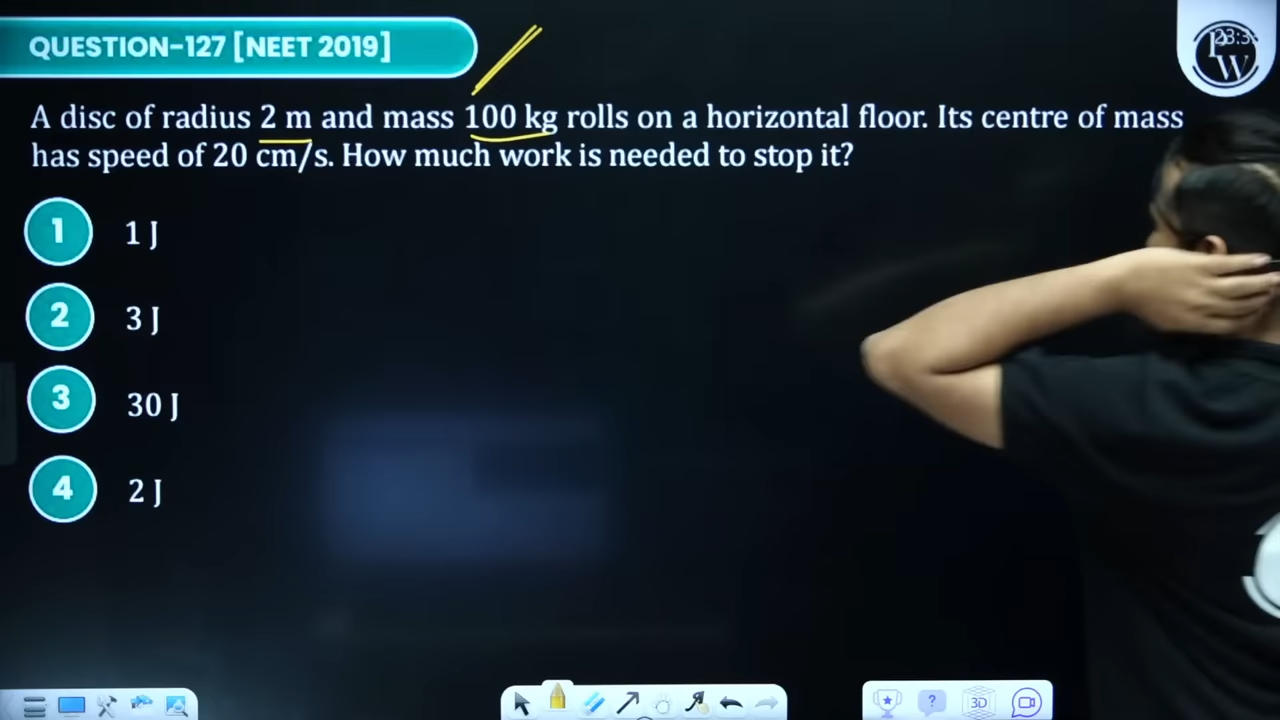 QUESTION-127 [NEET 2019]
A disc of radius 2 m and mass 100 kg rolls on a horizontal floor. Its centre of mass
has speed of 20 cm/s. How much work is needed to stop it?
1 1 J
2 3 J
3 30 J
4 2 J
?
3D